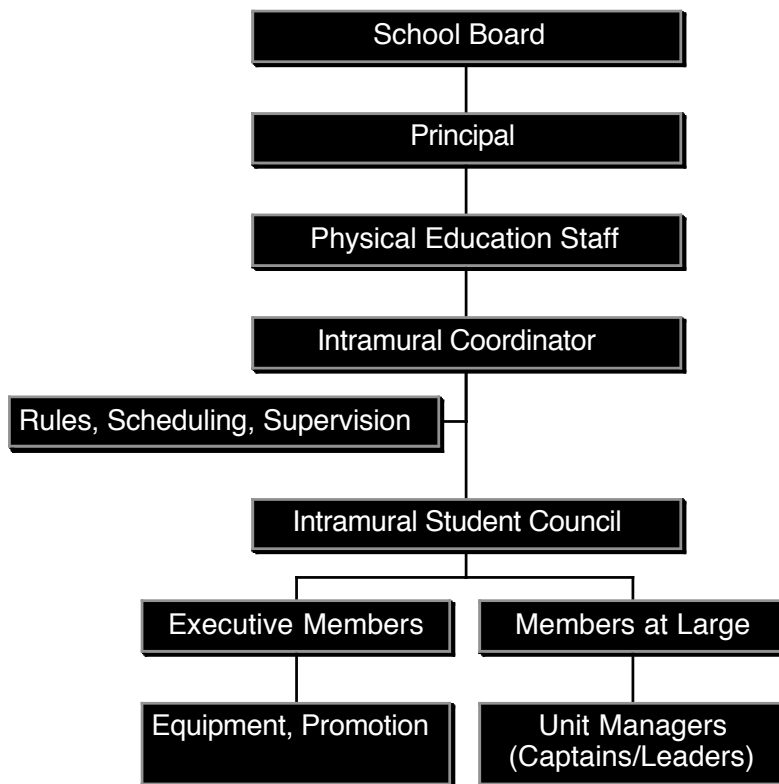 School Board
Principal
Physical Education Staff
Intramural Coordinator
Rules, Scheduling, Supervision
Intramural Student Council
Executive Members
Members at Large
Equipment, Promotion
Unit Managers
(Captains/Leaders)